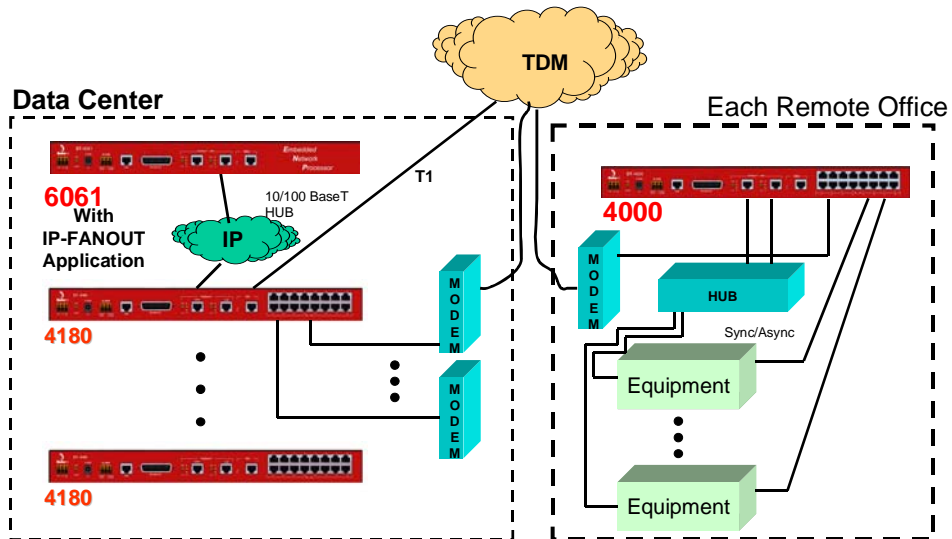 TDM
Data Center
Each Remote Office
Embedded
Network
Processor
6061
With
IP-FANOUT
Application
10/100 BaseT
HUB
IP
T1
4000
MODEM
MODEM
HUB
4180
Sync/Async
Equipment
MODEM
Equipment
4180